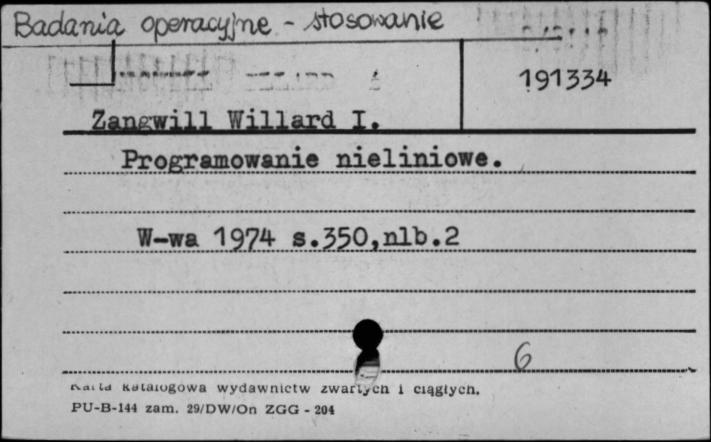 Badania operacyjne - stosowanie
191334
Zangwill Willard I.
Programowanie nieliniowe.
W-wa 1974 s.350,nlb.2
6
Karta katalogowa wydawnictw zwartych i ciągłych.
PU-B-144 zam. 29/DW/On ZGG - 204